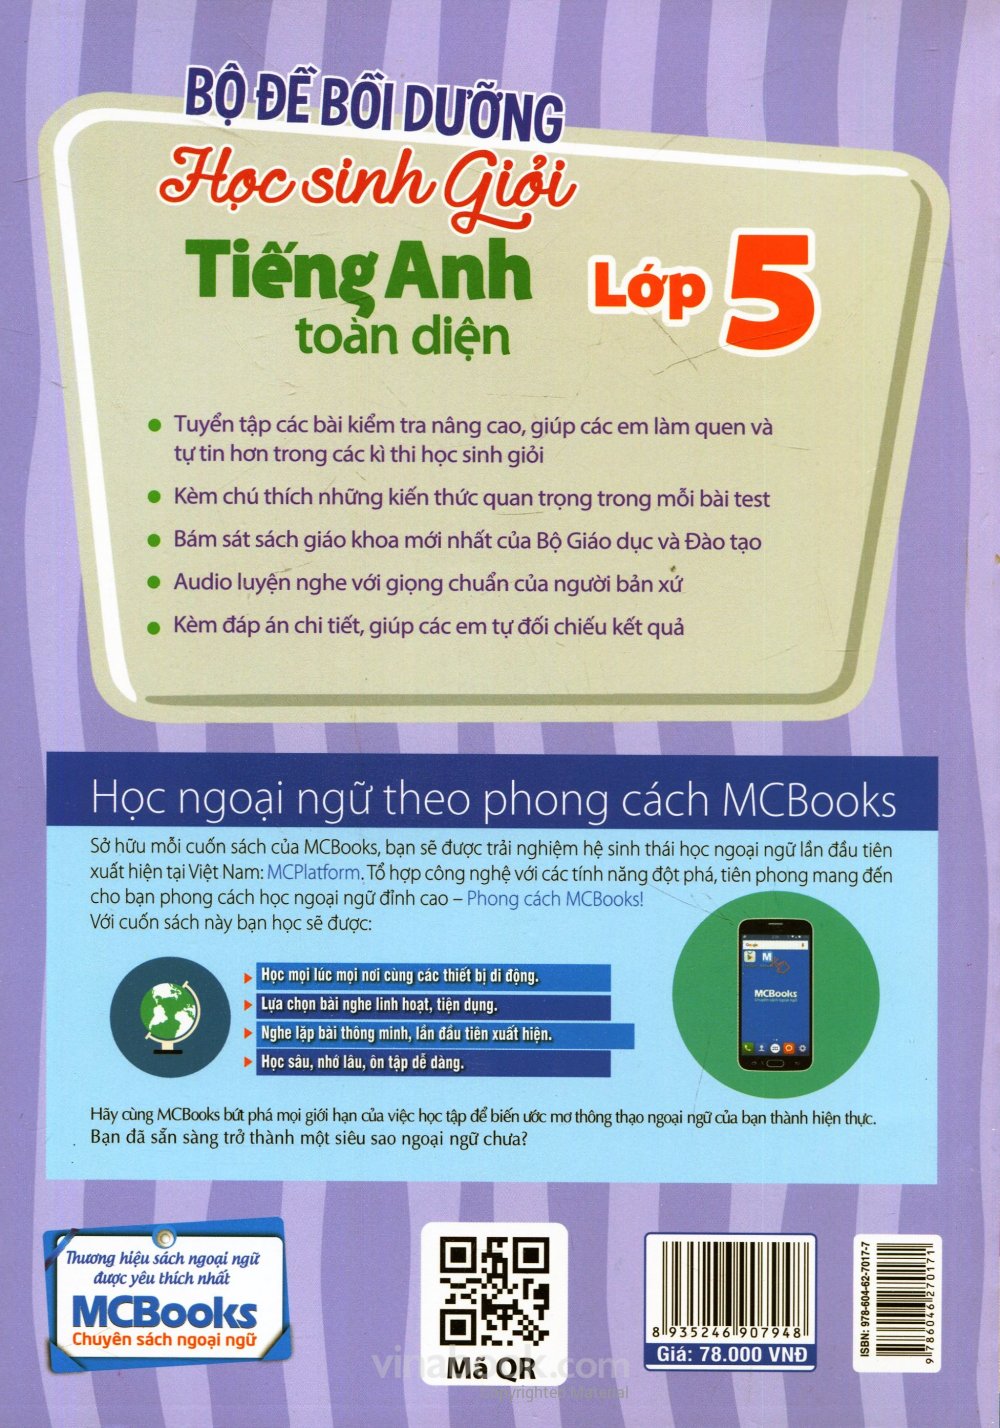 BỘ ĐỀ BỒI DƯỠNG
Học sinh Giỏi
Tiếng Anh
toàn diện
Lớp 5
Tuyển tập các bài kiểm tra nâng cao, giúp các em làm quen và
tự tin hơn trong các kì thi học sinh giỏi
Kèm chú thích những kiến thức quan trọng trong mỗi bài test
Bám sát sách giáo khoa mới nhất của Bộ Giáo dục và Đào tạo
Audio luyện nghe với giọng chuẩn của người bản xứ
Kèm đáp án chi tiết, giúp các em tự đối chiếu kết quả
Học ngoại ngữ theo phong cách MCBooks
Sở hữu mỗi cuốn sách của MCBooks, bạn sẽ được trải nghiệm hệ sinh thái học ngoại ngữ lần đầu tiên
xuất hiện tại Việt Nam: MCPlatform. Tổ hợp công nghệ với các tính năng đột phá, tiên phong mang đến
cho bạn phong cách học ngoại ngữ đỉnh cao – Phong cách MCBooks!
Với cuốn sách này bạn học sẽ được:
Học mọi lúc mọi nơi cùng các thiết bị di động.
Lựa chọn bài nghe linh hoạt, tiện dụng.
Nghe lặp bài thông minh, lần đầu tiên xuất hiện.
Học sâu, nhớ lâu, ôn tập dễ dàng.
Google
M
MCBooks
Chuyên sách ngoại ngữ
Hãy cùng MCBooks bứt phá mọi giới hạn của việc học tập để biến ước mơ thông thạo ngoại ngữ của bạn thành hiện thực.
Bạn đã sẵn sàng trở thành một siêu sao ngoại ngữ chưa?
Thương hiệu sách ngoại ngữ
được yêu thích nhất
MCBooks
Chuyên sách ngoại ngữ
Mã QR
8 935246 907948
Giá: 78.000 VNĐ
ISBN: 978-604-62-7017-7
9 786046 270171
vinabook.com
Copyrighted Material